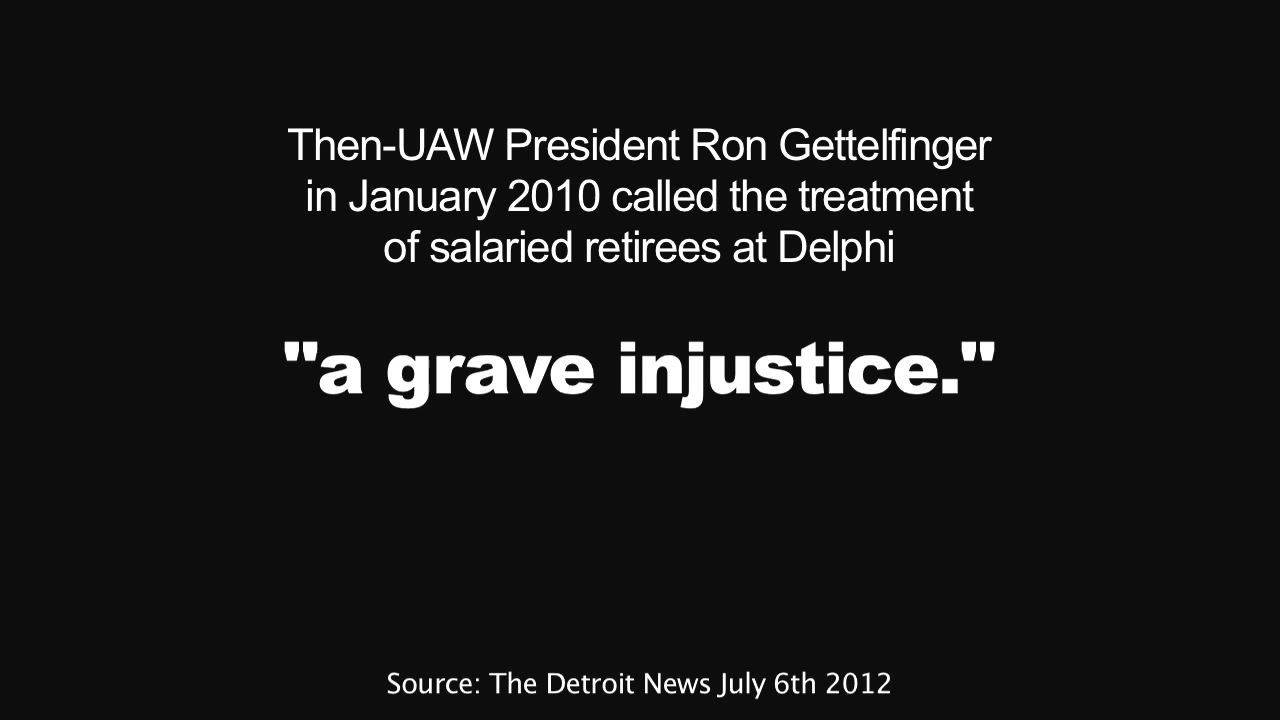 Then-UAW President Ron Gettelfinger
in January 2010 called the treatment
of salaried retirees at Delphi
"a grave injustice."
Source: The Detroit News July 6th 2012